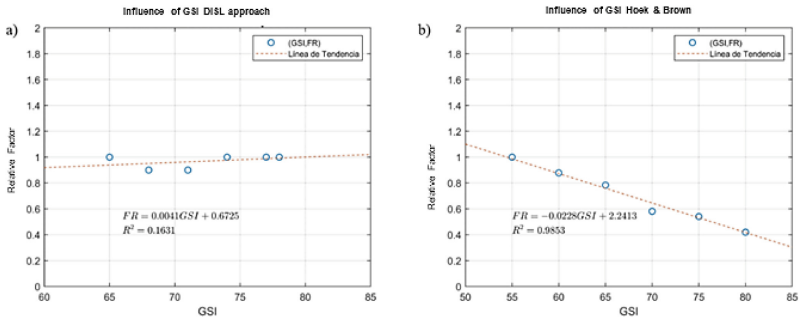 a)
Influence of GSI DISL approach
2
1.8
1.6
1.4
1.2
1
0.8
0.6
0.4
0.2
0
Relative Factor
(GSI,FR)
Línea de Tendencia
FR = 0.0041GSI + 0.6725
R² = 0.1631
60 65 70 75 80 85
GSI
b)
Influence of GSI Hoek & Brown
2
1.8
1.6
1.4
1.2
1
0.8
0.6
0.4
0.2
0
Relative Factor
(GSI,FR)
Línea de Tendencia
FR = −0.0228GSI + 2.2413
R² = 0.9853
50 55 60 65 70 75 80 85
GSI